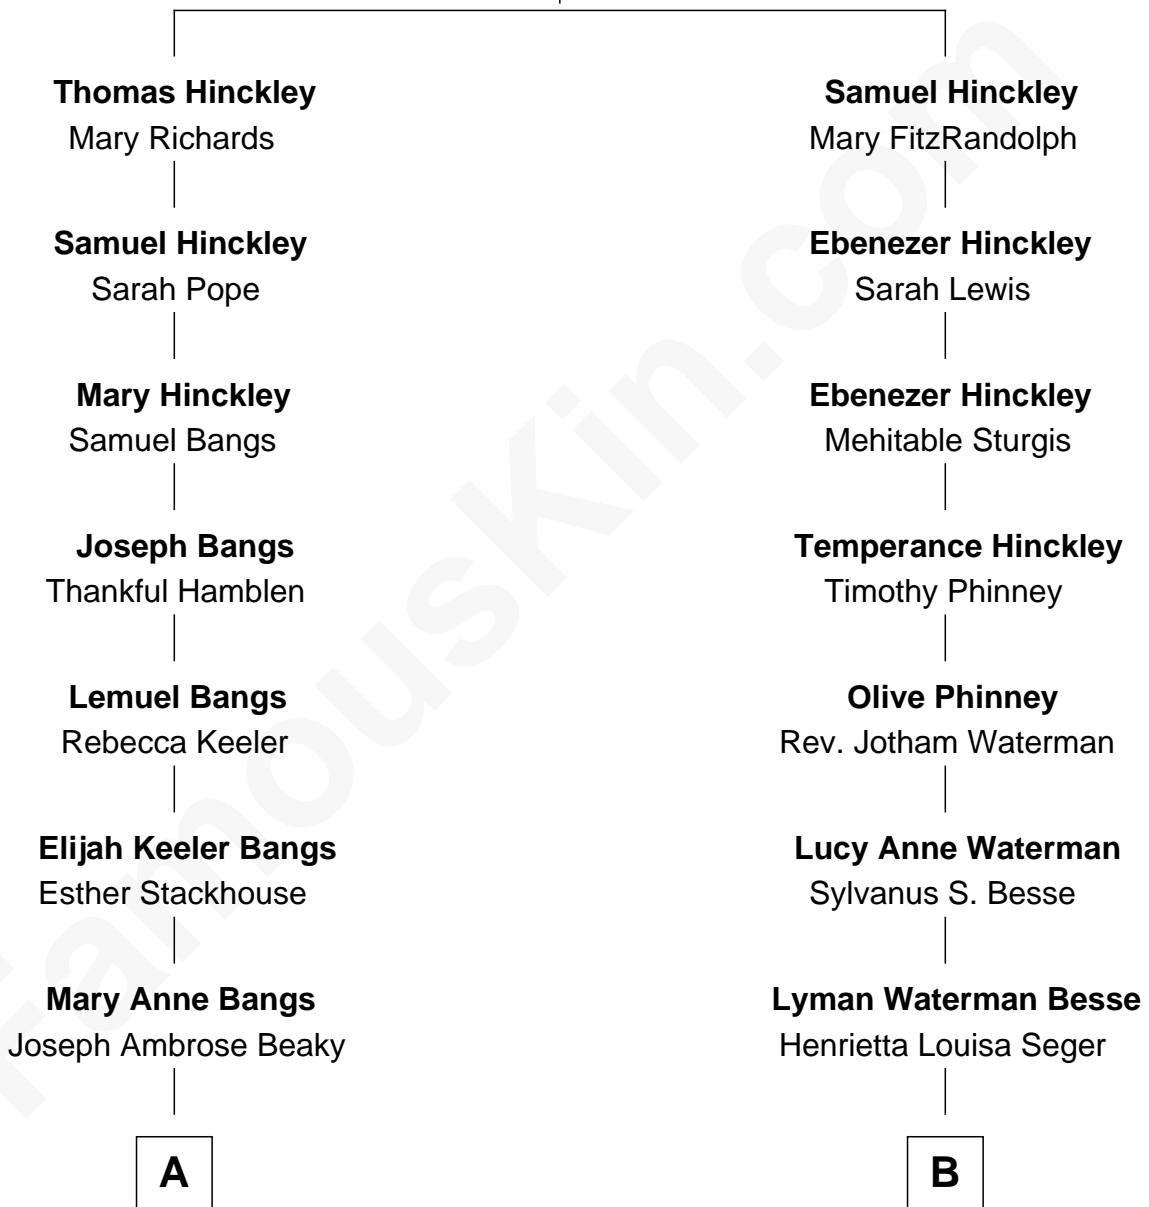 Thomas Hinckley
Mary Richards
Samuel Hinckley
Sarah Pope
Mary Hinckley
Samuel Bangs
Joseph Bangs
Thankful Hamblen
Lemuel Bangs
Rebecca Keeler
Elijah Keeler Bangs
Esther Stackhouse
Mary Anne Bangs
Joseph Ambrose Beaky
A
Samuel Hinckley
Mary FitzRandolph
Ebenezer Hinckley
Sarah Lewis
Ebenezer Hinckley
Mehitable Sturgis
Temperance Hinckley
Timothy Phinney
Olive Phinney
Rev. Jotham Waterman
Lucy Anne Waterman
Sylvanus S. Besse
Lyman Waterman Besse
Henrietta Louisa Seger
B
FamousKin.com